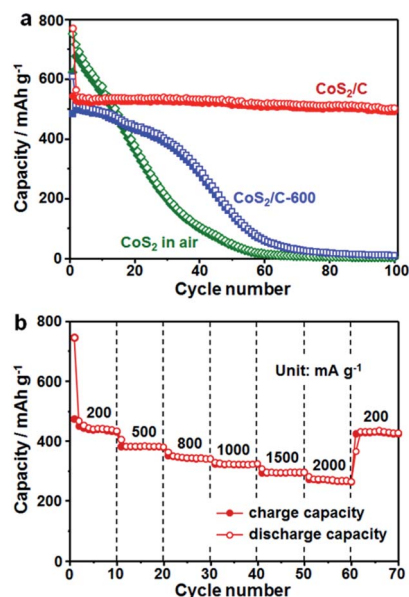 a
800
600
400
200
0
Capacity / mAh g⁻¹
CoS₂/C
CoS₂/C-600
CoS₂ in air
0 20 40 60 80 100
Cycle number
b
800
600
400
200
0
Capacity / mAh g⁻¹
Unit: mA g⁻¹
200 500 800 1000 1500 2000 200
charge capacity
discharge capacity
0 10 20 30 40 50 60 70
Cycle number